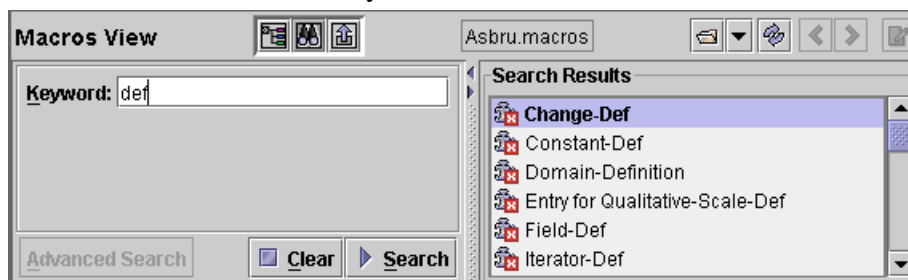 Macros View
Asbru.macros
Keyword: def
Advanced Search
Clear
Search
Search Results
Change-Def
Constant-Def
Domain-Definition
Entry for Qualitative-Scale-Def
Field-Def
Iterator-Def